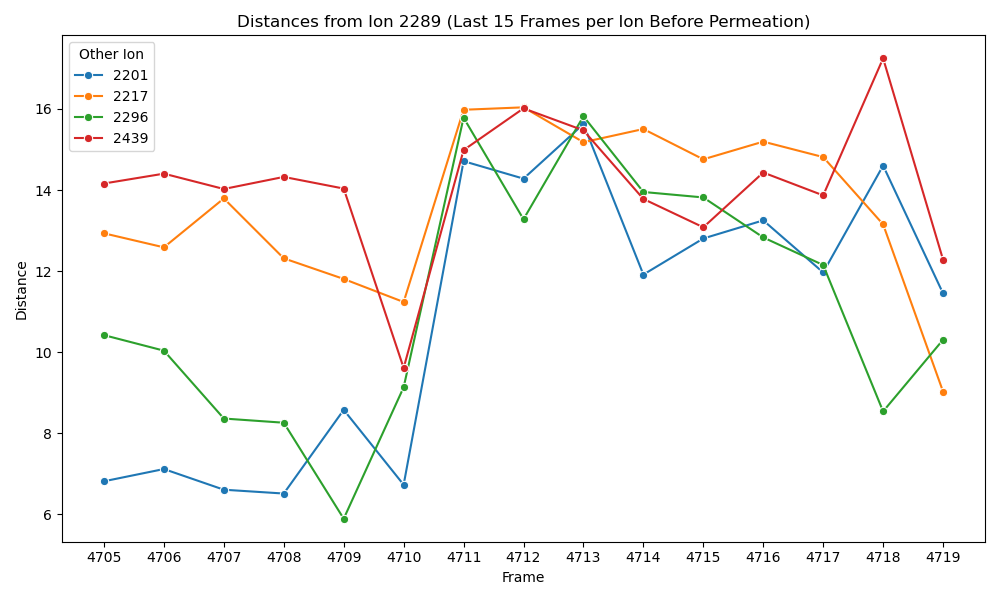 Distances from Ion 2289 (Last 15 Frames per Ion Before Permeation)
Other Ion
2201
2217
2296
2439
Distance
16
14
12
10
8
6
4705 4706 4707 4708 4709 4710 4711 4712 4713 4714 4715 4716 4717 4718 4719
Frame